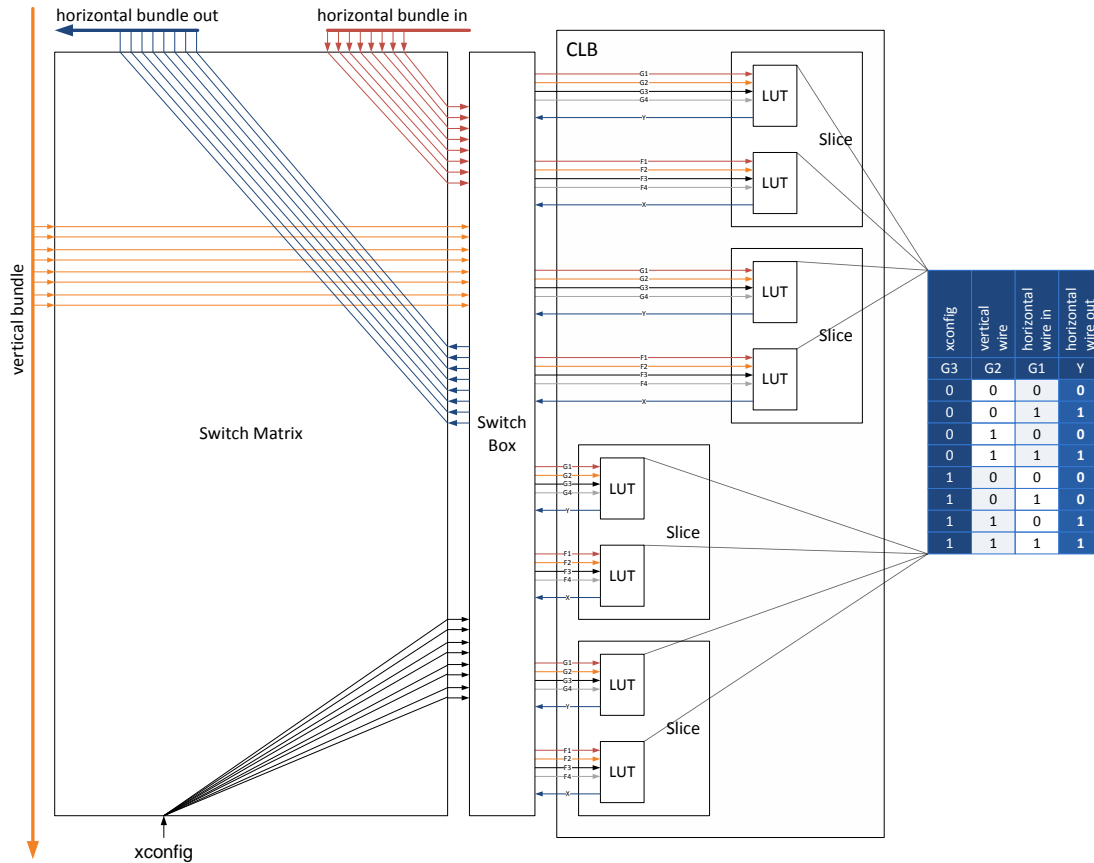 horizontal bundle out
horizontal bundle in
CLB
G1
G2
G3
G4
Y
LUT
Slice
F1
F2
F3
F4
X
LUT
vertical bundle
G1
G2
G3
G4
Y
LUT
Slice
F1
F2
F3
F4
X
LUT
Switch Matrix
Switch
Box
G1
G2
G3
G4
Y
LUT
Slice
F1
F2
F3
F4
X
LUT
G1
G2
G3
G4
Y
LUT
Slice
F1
F2
F3
F4
X
LUT
xconfig
xconfig
vertical
wire
horizontal
wire in
horizontal
wire out
G3 G2 G1 Y
0 0 0 0
0 0 1 1
0 1 0 0
0 1 1 1
1 0 0 0
1 0 1 0
1 1 0 1
1 1 1 1